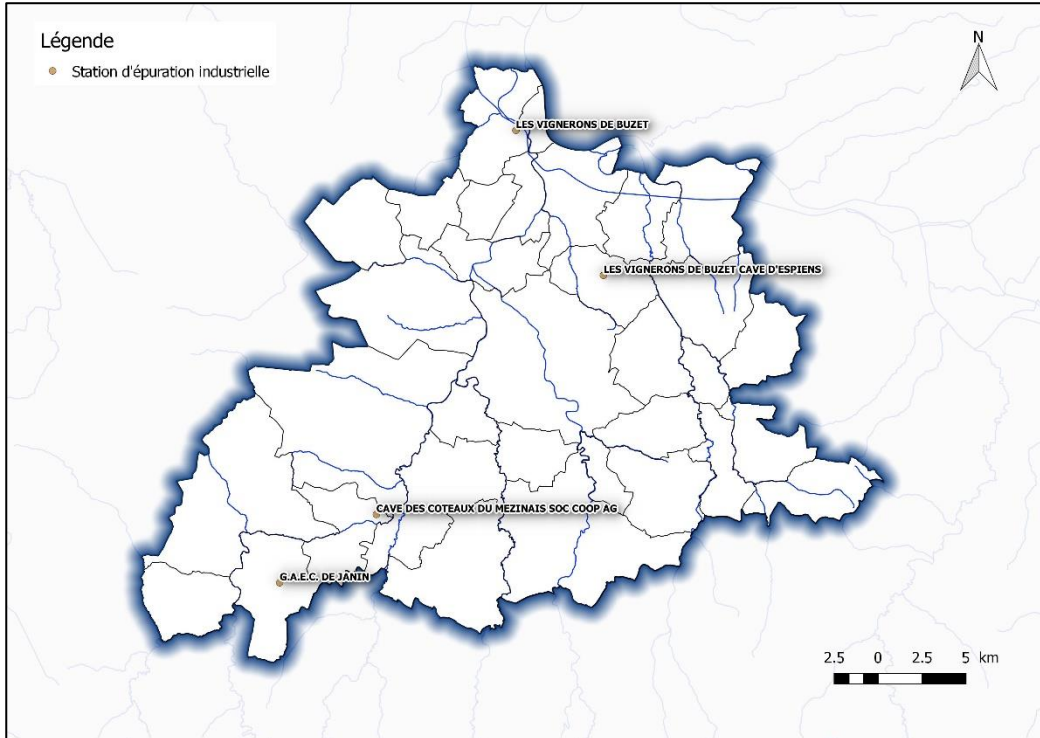 Légende
Station d'épuration industrielle
N
LES VIGNERONS DE BUZET
LES VIGNERONS DE BUZET CAVE D'ESPIENS
CAVE DES COTEAUX DU MEZINAIS SOC COOP AG
G.A.E.C. DE JANIN
2.5 0 2.5 5 km